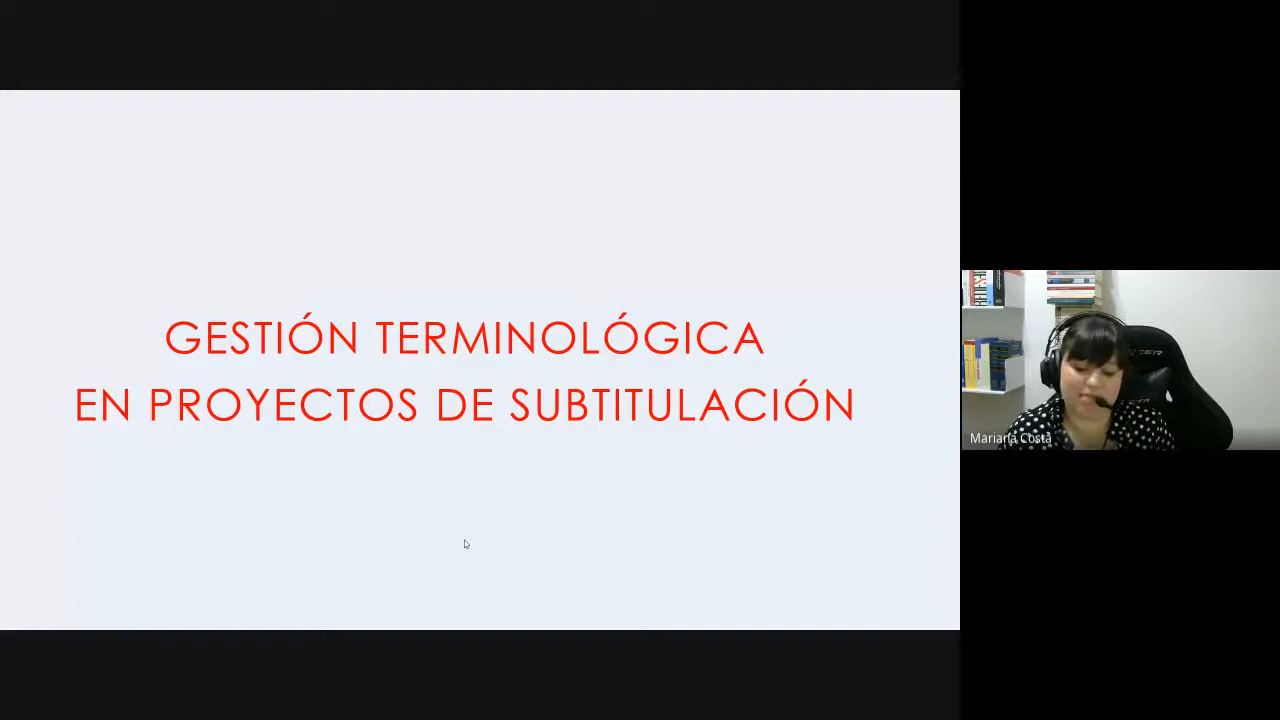 GESTIÓN TERMINOLÓGICA
EN PROYECTOS DE SUBTITULACIÓN
Mariana Costa